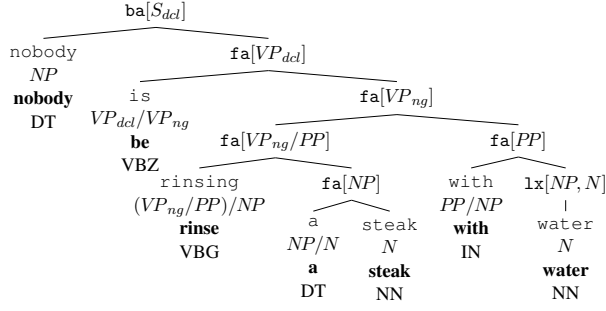 ba[S_dcl]
nobody fa[VP_dcl]
NP
nobody is fa[VP_ng]
DT VP_dcl/VP_ng
be fa[VP_ng/PP] fa[PP]
VBZ
rinsing fa[NP] with lx[NP, N]
(VP_ng/PP)/NP PP/NP
rinse a steak with water
VBG NP/N N IN N
a steak water
DT NN NN